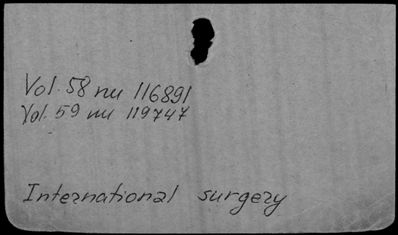 Vol. 58 nu 116891
Vol. 59 nu 119747
International surgery